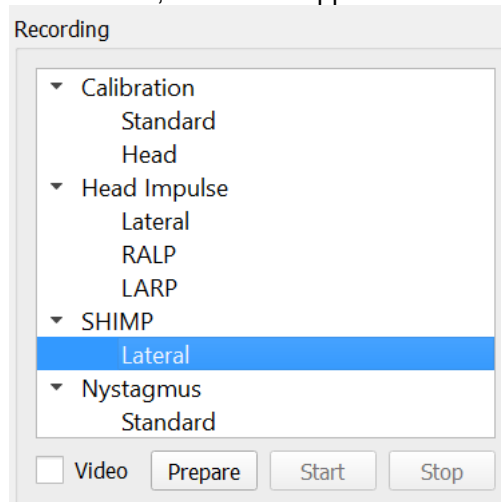 Recording
Calibration
Standard
Head
Head Impulse
Lateral
RALP
LARP
SHIMP
Lateral
Nystagmus
Standard
Video Prepare Start Stop